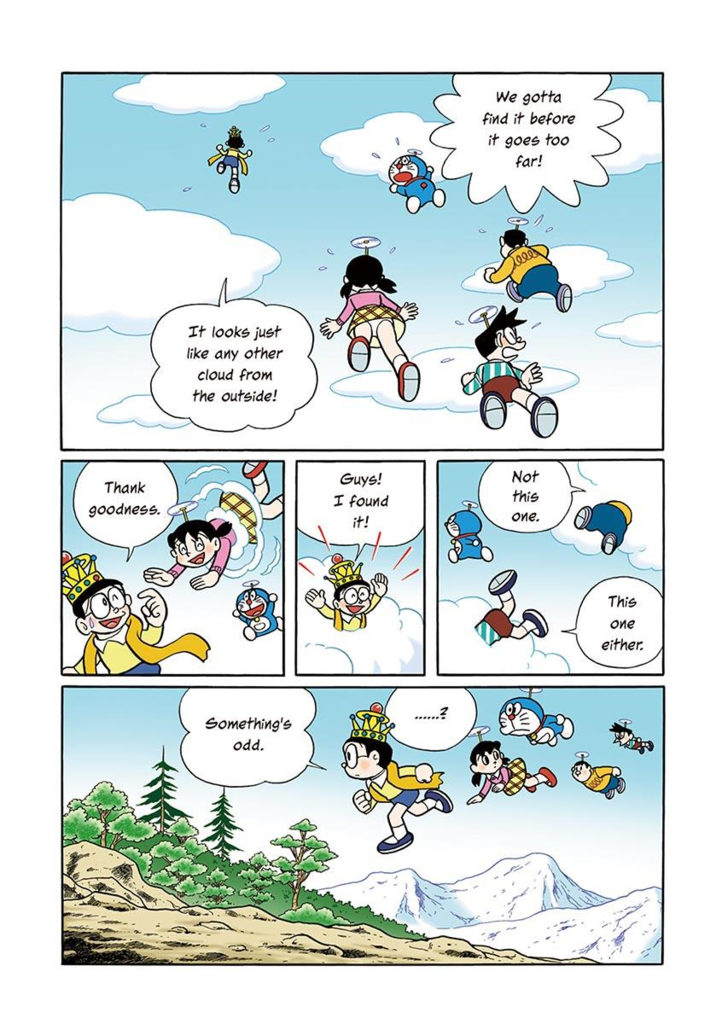 We gotta
find it before
it goes too
far!
It looks just
like any other
cloud from
the outside!
Not
this
one.
This
one
either.
Guys!
I found
it!
Thank
goodness.
......?
Something's
odd.